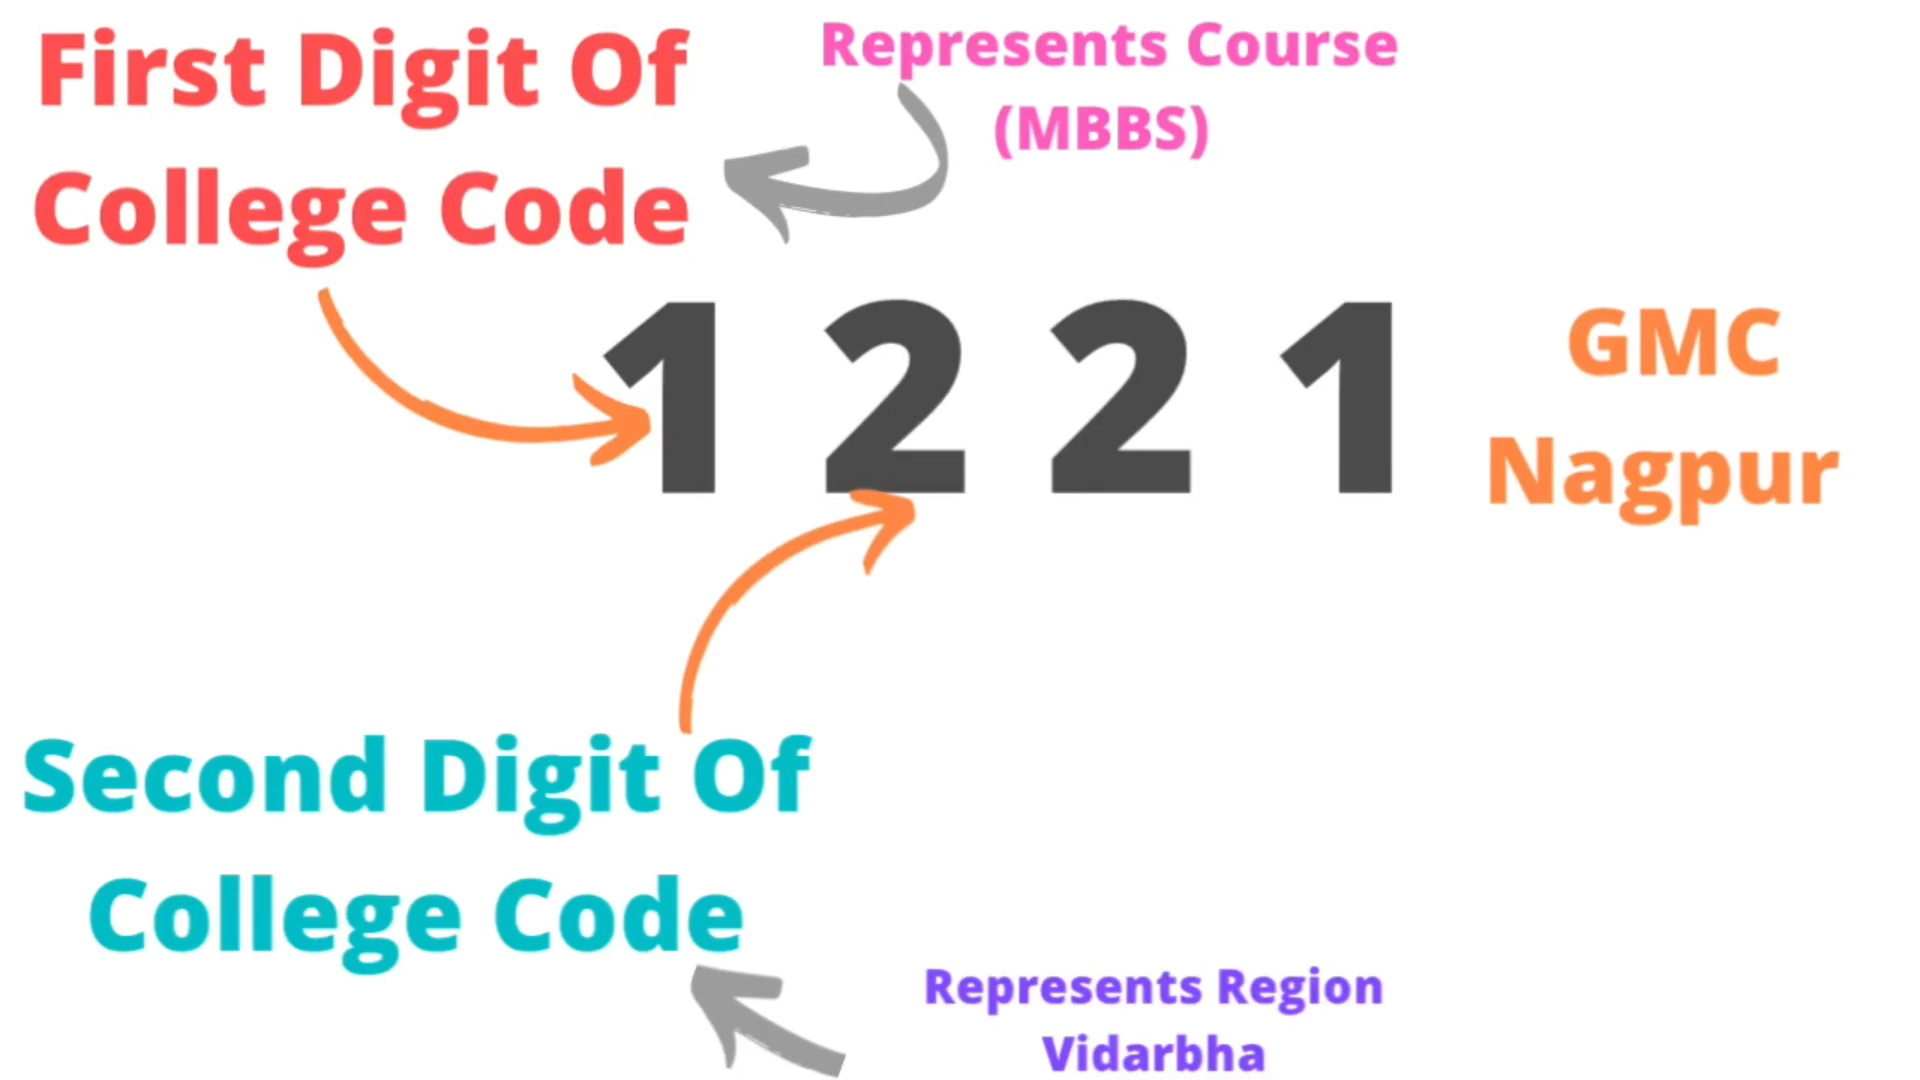 First Digit Of
College Code
Represents Course
(MBBS)
1 2 2 1
GMC
Nagpur
Second Digit Of
College Code
Represents Region
Vidarbha